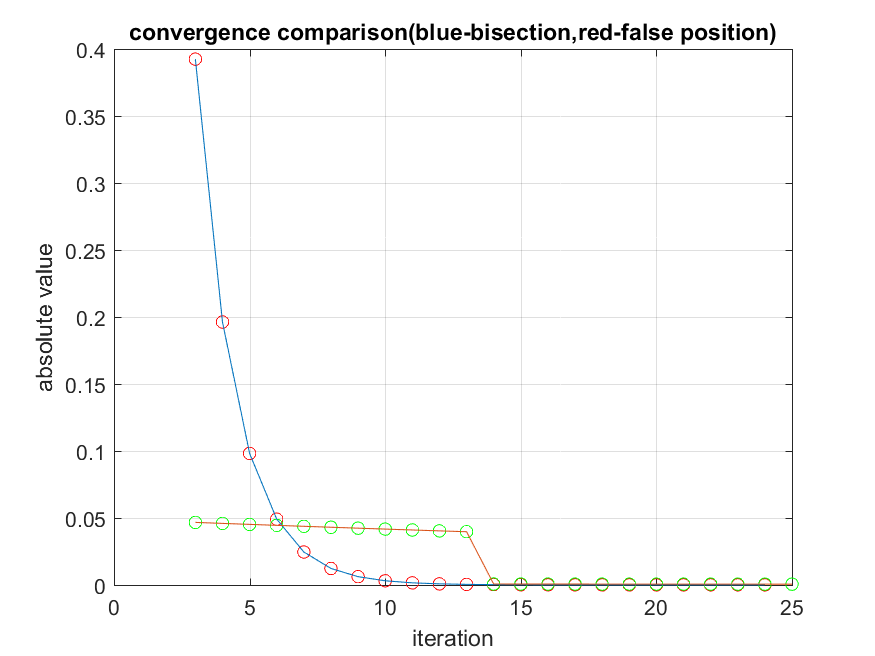 convergence comparison(blue-bisection,red-false position)
0.4
0.35
0.3
0.25
0.2
0.15
0.1
0.05
0
absolute value
0 5 10 15 20 25
iteration